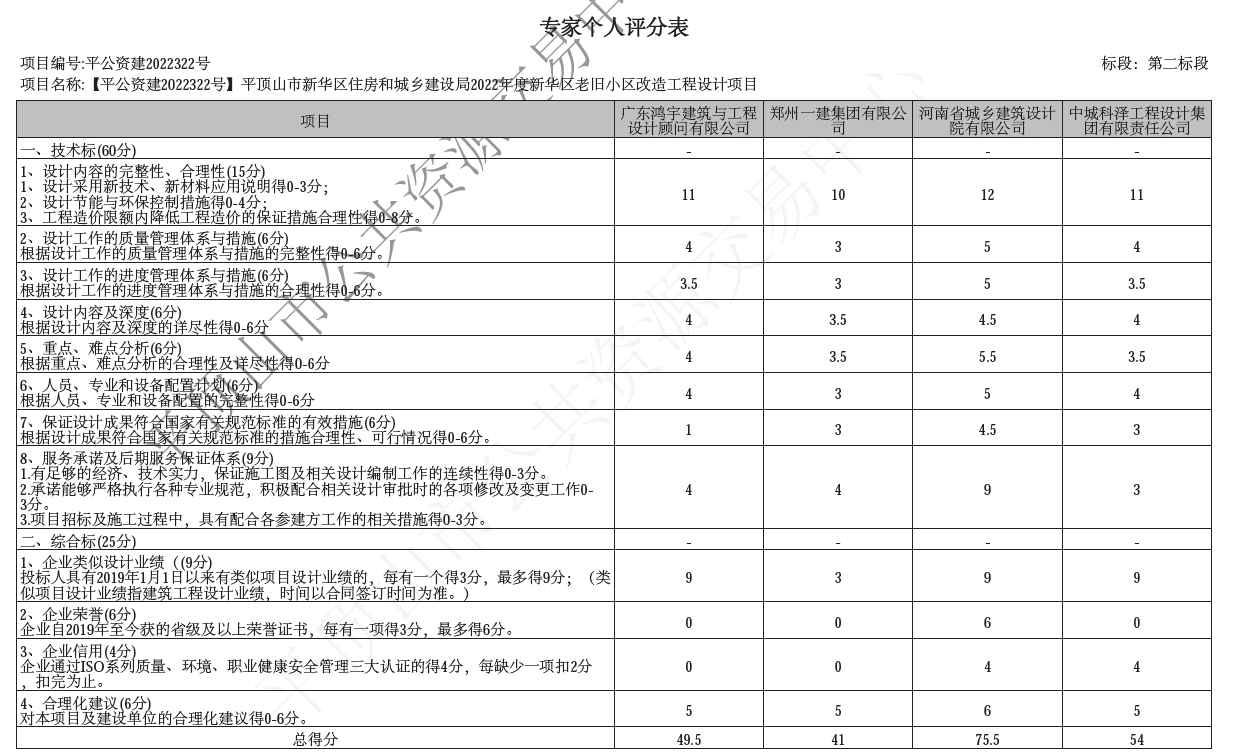 专家个人评分表
项目编号:平公资建2022322号
标段：第二标段
项目名称:【平公资建2022322号】平顶山市新华区住房和城乡建设局2022年度新华区老旧小区改造工程设计项目
项目 广东鸿宇建筑与工程设计顾问有限公司 郑州一建集团有限公司 河南省城乡建筑设计院有限公司 中城科泽工程设计集团有限责任公司
一、技术标(60分) - - - -
1、设计内容的完整性、合理性(15分)
1、设计采用新技术、新材料应用说明得0-3分；
2、设计节能与环保控制措施得0-4分；
3、工程造价限额内降低工程造价的保证措施合理性得0-8分。
11 10 12 11
2、设计工作的质量管理体系与措施(6分)
根据设计工作的质量管理体系与措施的完整性得0-6分。
4 3 5 4
3、设计工作的进度管理体系与措施(6分)
根据设计工作的进度管理体系与措施的合理性得0-6分。
3.5 3 5 3.5
4、设计内容及深度(6分)
根据设计内容及深度的详尽性得0-6分
4 3.5 4.5 4
5、重点、难点分析(6分)
根据重点、难点分析的合理性及详尽性得0-6分
4 3.5 5.5 3.5
6、人员、专业和设备配置计划(6分)
根据人员、专业和设备配置的完整性得0-6分
4 3 5 4
7、保证设计成果符合国家有关规范标准的有效措施(6分)
根据设计成果符合国家有关规范标准的措施合理性、可行情况得0-6分。
1 3 4.5 3
8、服务承诺及后期服务保证体系(9分)
1.有足够的经济、技术实力，保证施工图及相关设计编制工作的连续性得0-3分。
2.承诺能够严格执行各种专业规范，积极配合相关设计审批时的各项修改及变更工作0-
3分。
3.项目招标及施工过程中，具有配合各参建方工作的相关措施得0-3分。
4 4 9 3
二、综合标(25分) - - - -
1、企业类似设计业绩（(9分)
投标人具有2019年1月1日以来有类似项目设计业绩的，每有一个得3分，最多得9分；（类
似项目设计业绩指建筑工程设计业绩，时间以合同签订时间为准。）
9 3 9 9
2、企业荣誉(6分)
企业自2019年至今获的省级及以上荣誉证书，每有一项得3分，最多得6分。
0 0 6 0
3、企业信用(4分)
企业通过ISO系列质量、环境、职业健康安全管理三大认证的得4分，每缺少一项扣2分
，扣完为止。
0 0 4 4
4、合理化建议(6分)
对本项目及建设单位的合理化建议得0-6分。
5 5 6 5
总得分 49.5 41 75.5 54
平顶山市公共资源交易中
平顶山市公共资源交易中心